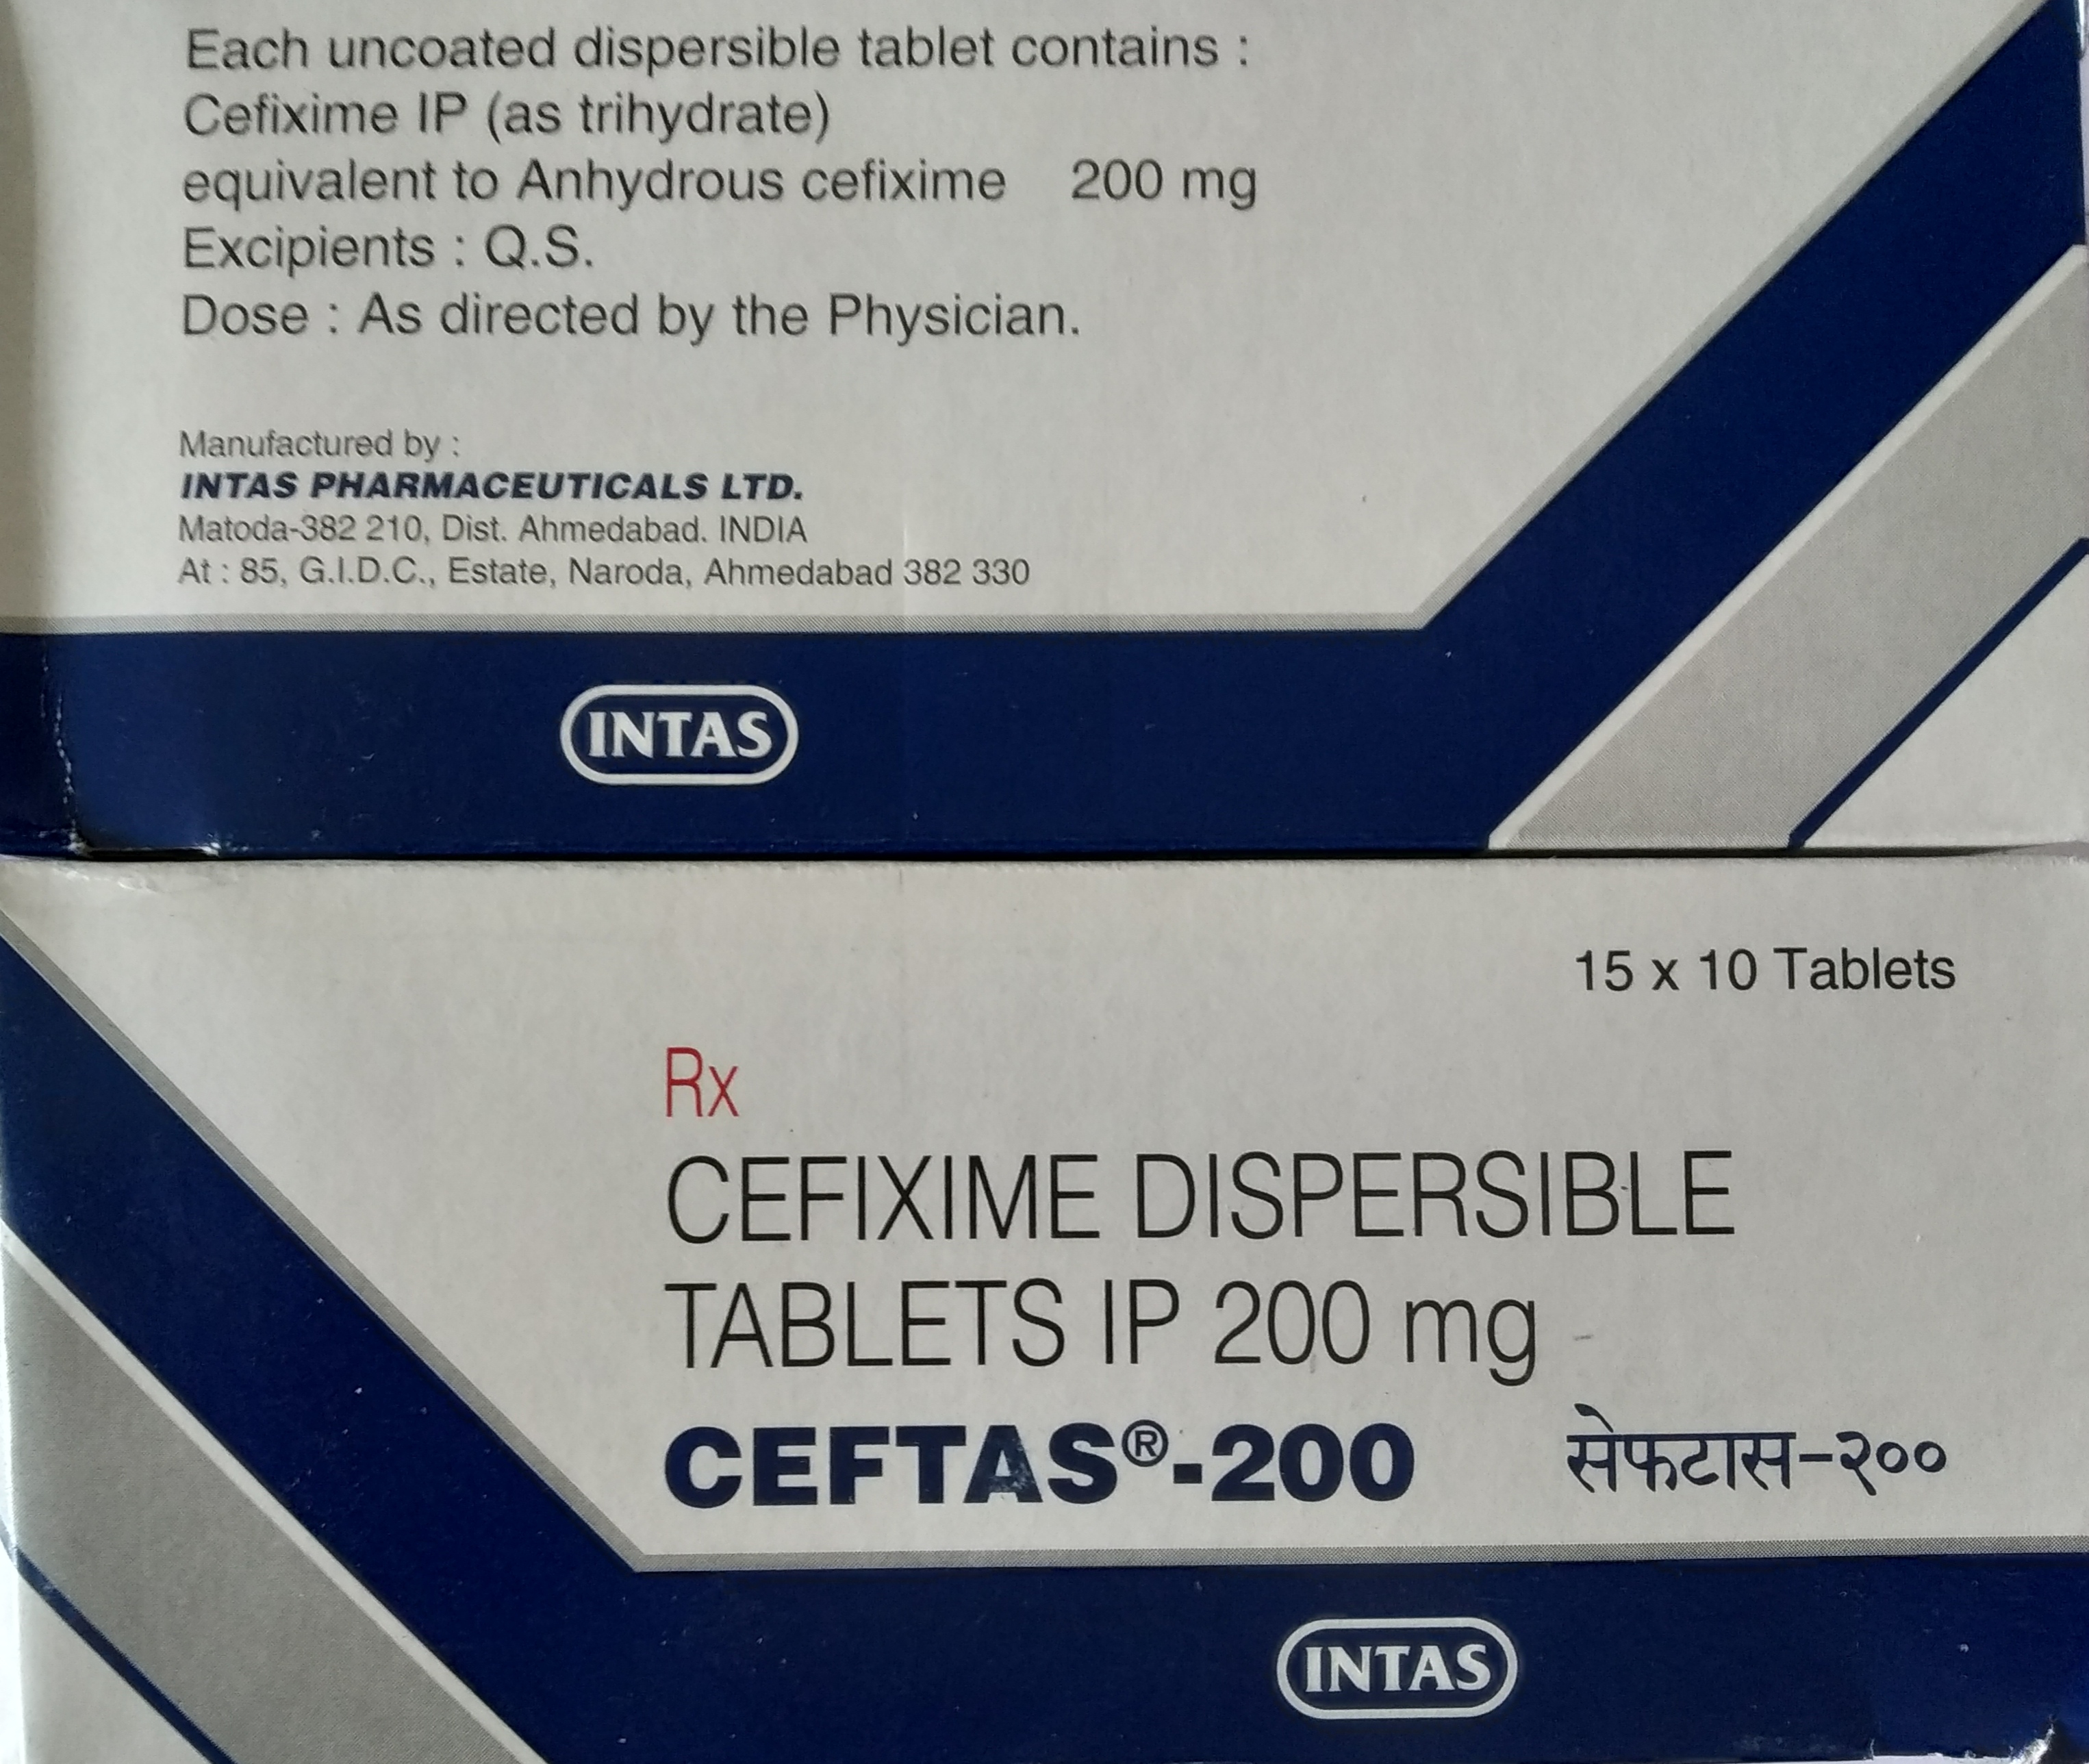 Each uncoated dispersible tablet contains :
Cefixime IP (as trihydrate)
equivalent to Anhydrous cefixime 200 mg
Excipients : Q.S.
Dose : As directed by the Physician.
Manufactured by :
INTAS PHARMACEUTICALS LTD.
Matoda-382 210, Dist. Ahmedabad. INDIA
At : 85, G.I.D.C., Estate, Naroda, Ahmedabad 382 330
INTAS
15 x 10 Tablets
Rx
CEFIXIME DISPERSIBLE
TABLETS IP 200 mg
CEFTAS®-200 सेफटास-२००
INTAS